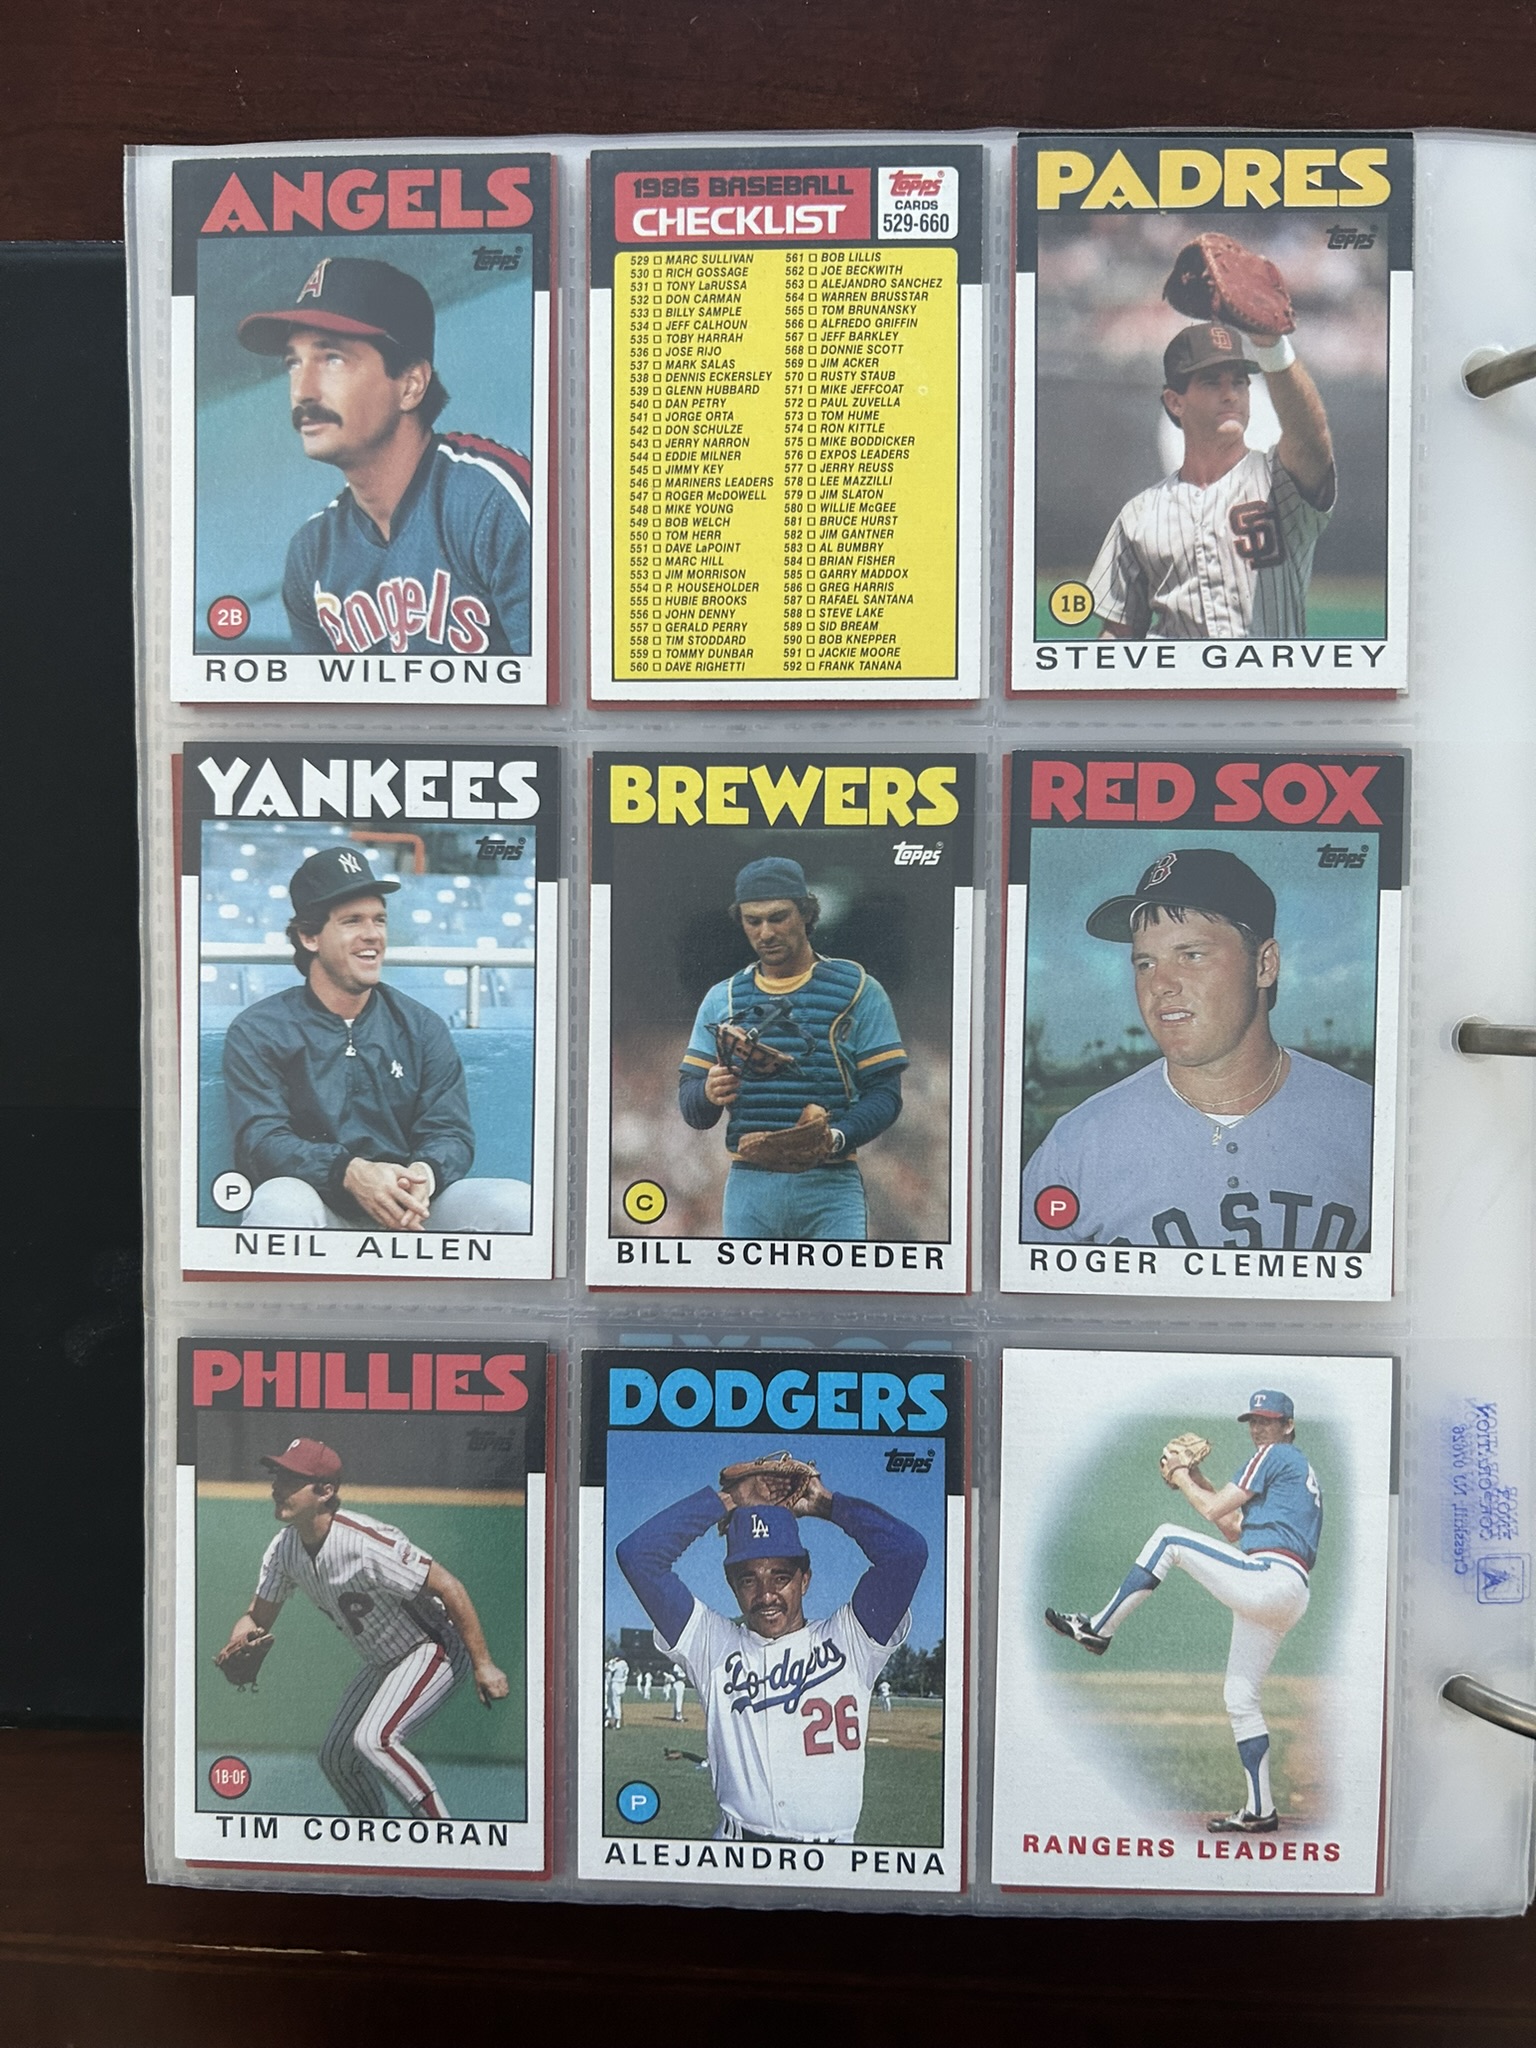 ANGELS
Topps
A
Angels
2B
ROB WILFONG
1986 BASEBALL
CHECKLIST
Topps
CARDS
529-660
529 □ MARC SULLIVAN
530 □ RICH GOSSAGE
531 □ TONY LaRUSSA
532 □ DON CARMAN
533 □ BILLY SAMPLE
534 □ JEFF CALHOUN
535 □ TOBY HARRAH
536 □ JOSE RIJO
537 □ MARK SALAS
538 □ DENNIS ECKERSLEY
539 □ GLENN HUBBARD
540 □ DAN PETRY
541 □ JORGE ORTA
542 □ DON SCHULZE
543 □ JERRY NARRON
544 □ EDDIE MILNER
545 □ JIMMY KEY
546 □ MARINERS LEADERS
547 □ ROGER McDOWELL
548 □ MIKE YOUNG
549 □ BOB WELCH
550 □ TOM HERR
551 □ DAVE LaPOINT
552 □ MARC HILL
553 □ JIM MORRISON
554 □ P. HOUSEHOLDER
555 □ HUBIE BROOKS
556 □ JOHN DENNY
557 □ GERALD PERRY
558 □ TIM STODDARD
559 □ TOMMY DUNBAR
560 □ DAVE RIGHETTI
561 □ BOB LILLIS
562 □ JOE BECKWITH
563 □ ALEJANDRO SANCHEZ
564 □ WARREN BRUSSTAR
565 □ TOM BRUNANSKY
566 □ ALFREDO GRIFFIN
567 □ JEFF BARKLEY
568 □ DONNIE SCOTT
569 □ JIM ACKER
570 □ RUSTY STAUB
571 □ MIKE JEFFCOAT
572 □ PAUL ZUVELLA
573 □ TOM HUME
574 □ RON KITTLE
575 □ MIKE BODDICKER
576 □ EXPOS LEADERS
577 □ JERRY REUSS
578 □ LEE MAZZILLI
579 □ JIM SLATON
580 □ WILLIE McGEE
581 □ BRUCE HURST
582 □ JIM GANTNER
583 □ AL BUMBRY
584 □ BRIAN FISHER
585 □ GARRY MADDOX
586 □ GREG HARRIS
587 □ RAFAEL SANTANA
588 □ STEVE LAKE
589 □ SID BREAM
590 □ BOB KNEPPER
591 □ JACKIE MOORE
592 □ FRANK TANANA
PADRES
Topps
SD
SD
1B
STEVE GARVEY
YANKEES
Topps
NY
NY
P
NEIL ALLEN
BREWERS
Topps
C
BILL SCHROEDER
RED SOX
Topps
B
OSTO
P
ROGER CLEMENS
PHILLIES
Topps
P
P
1B-OF
TIM CORCORAN
EXPOS
DODGERS
Topps
LA
Dodgers
26
P
ALEJANDRO PENA
T
4
RANGERS LEADERS